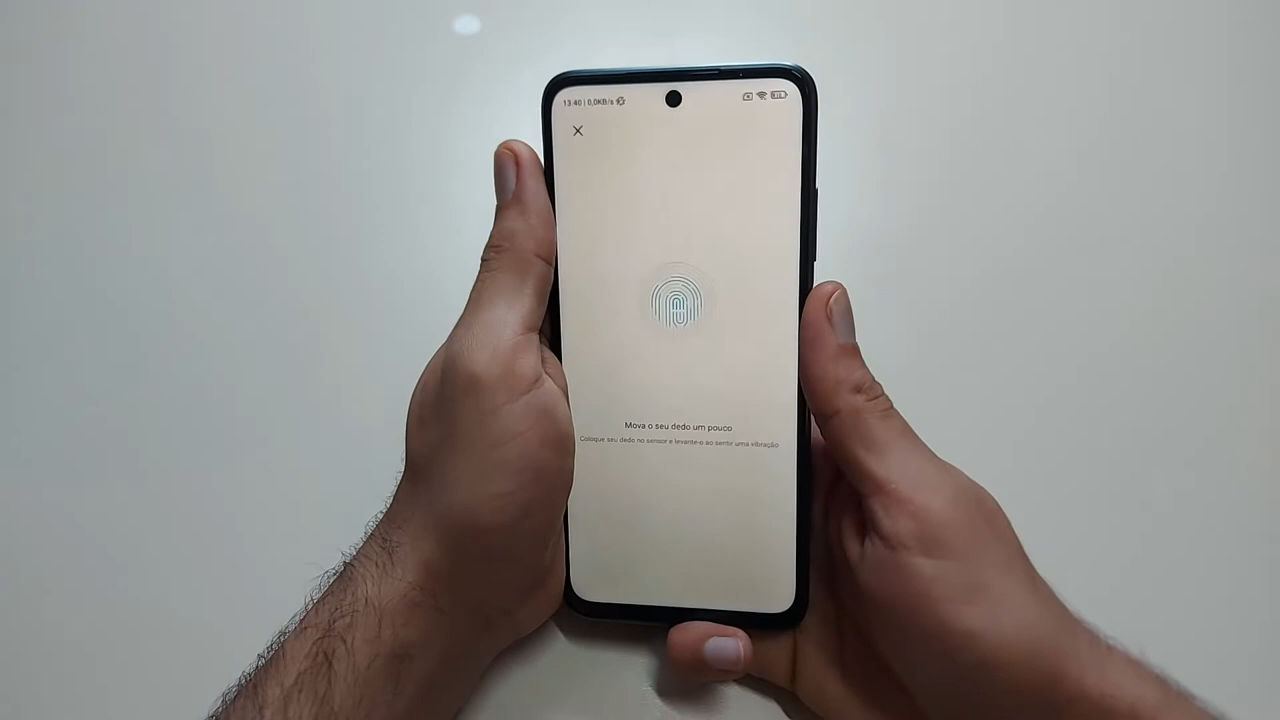 13:40 | 0,0KB/s
Mova o seu dedo um pouco
Coloque seu dedo no sensor e levante-o ao sentir uma vibração